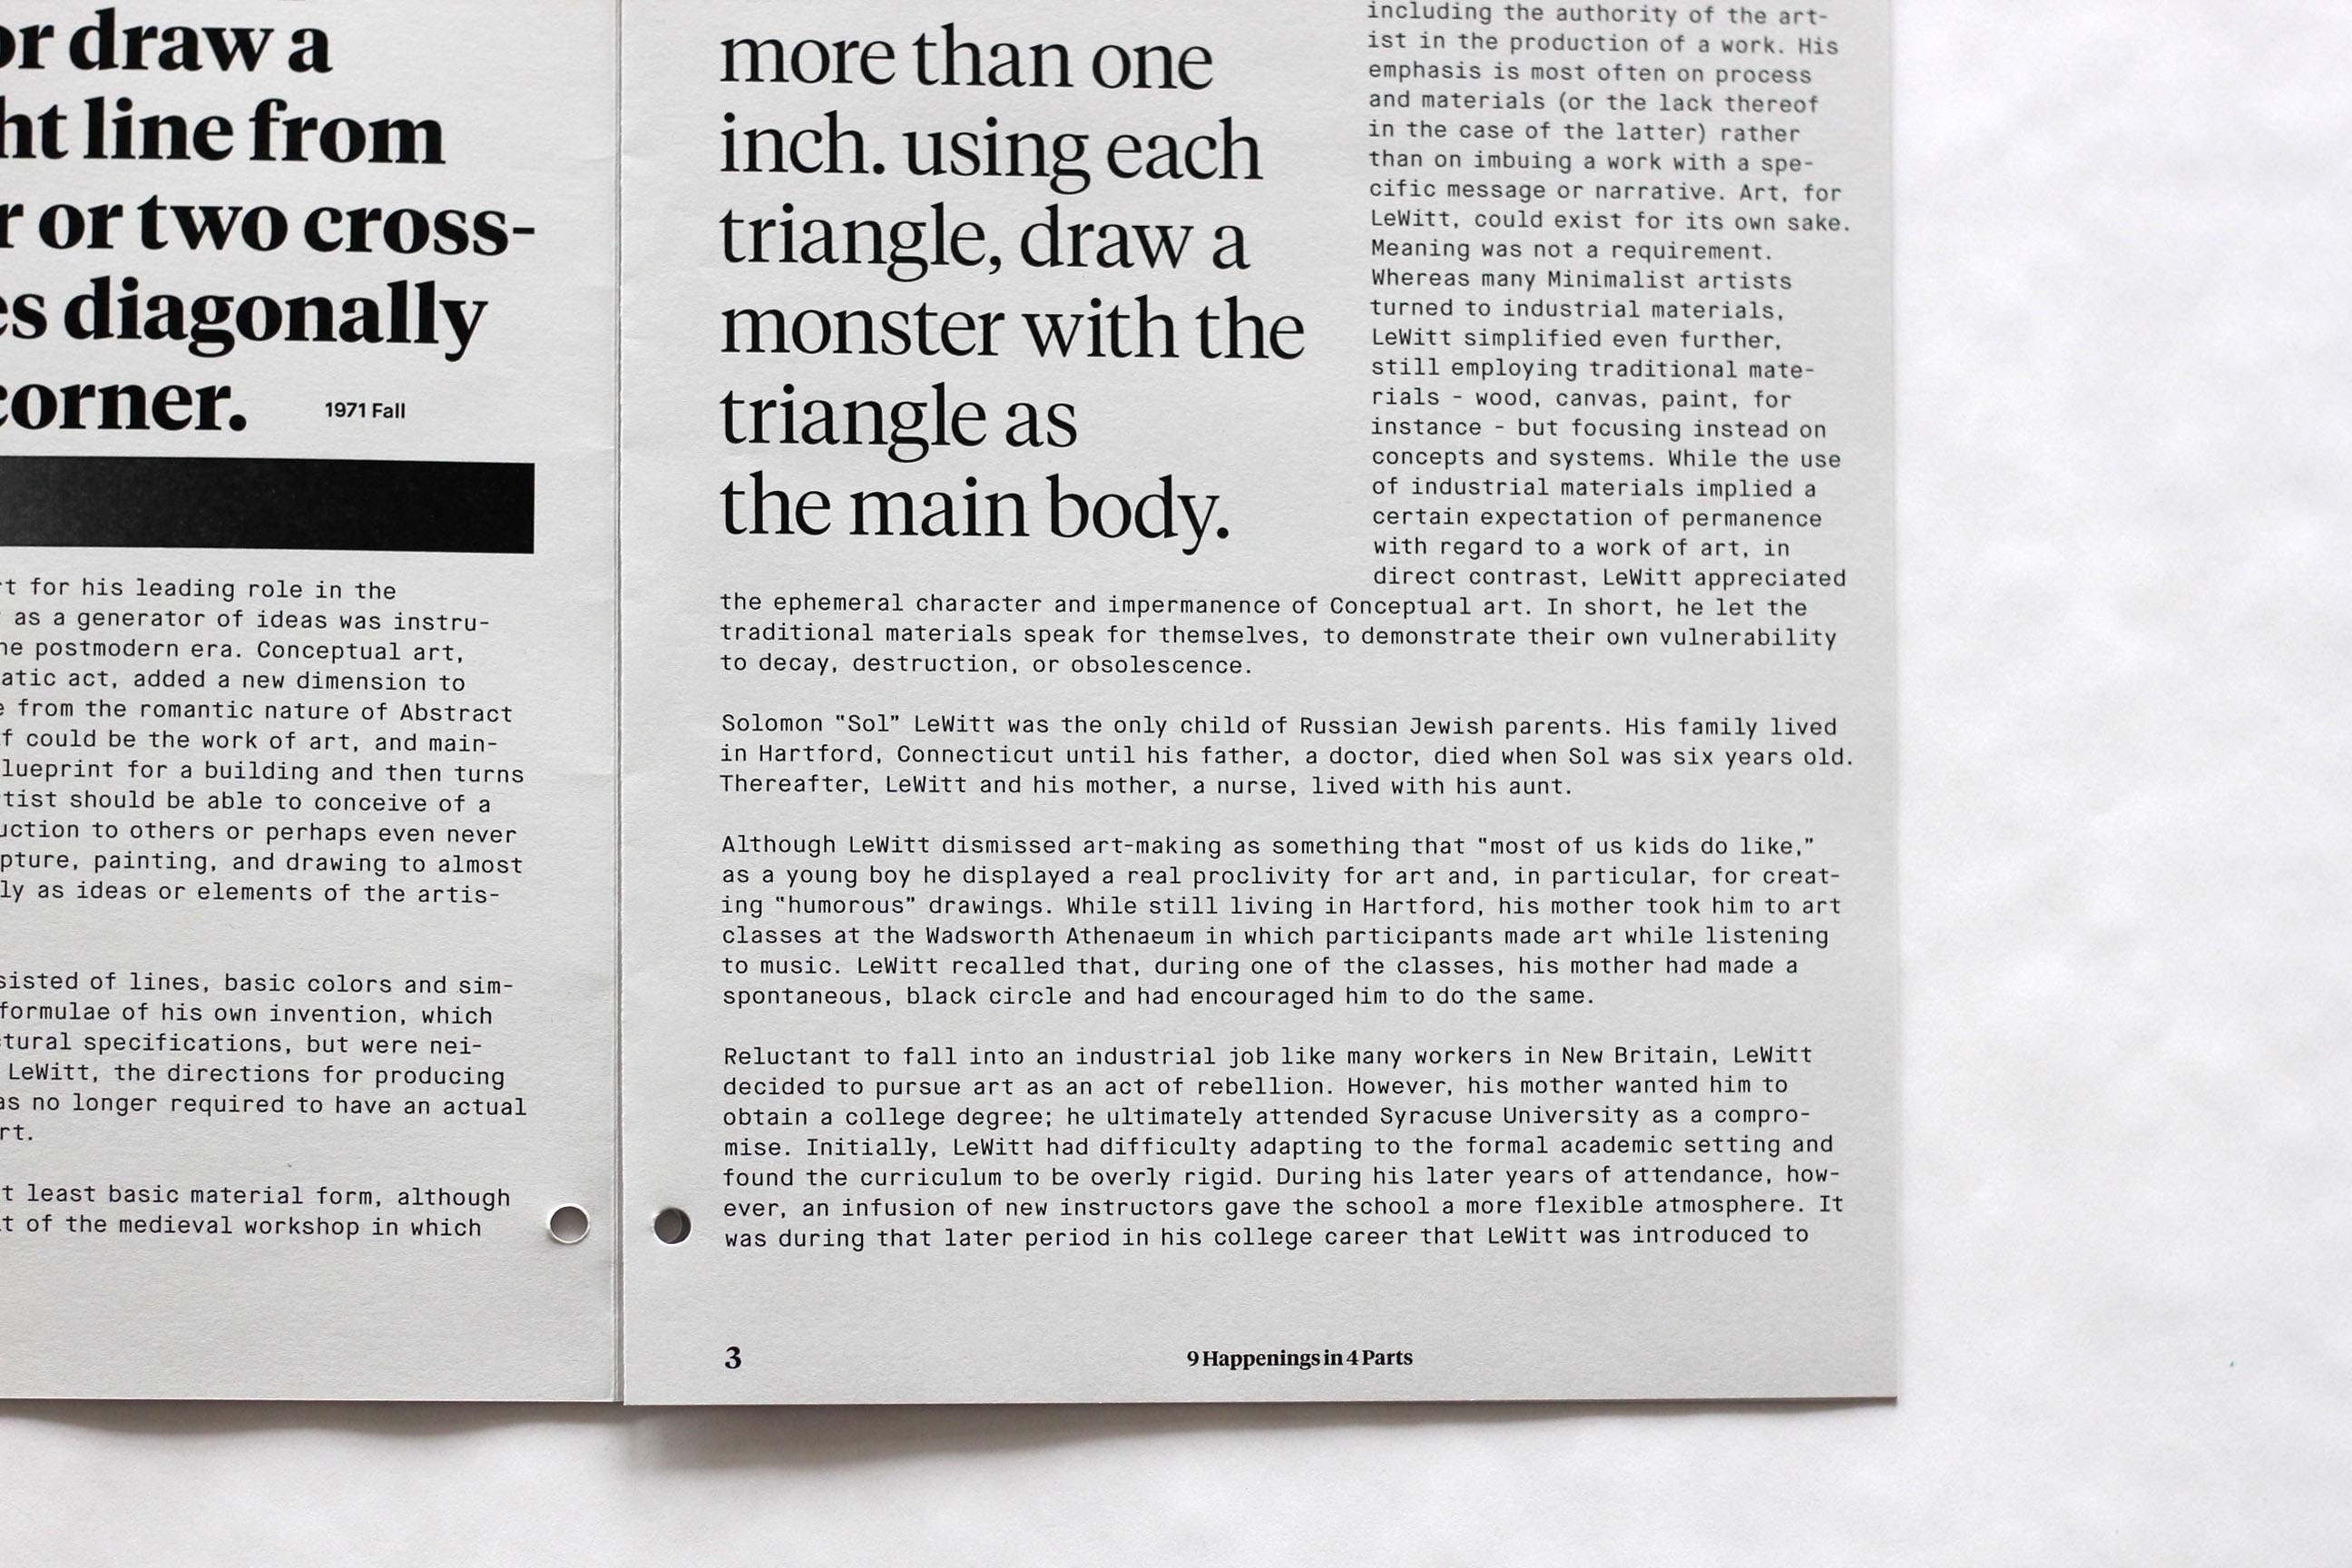 or draw a
ht line from
r or two cross-
es diagonally
corner.
1971 Fall
rt for his leading role in the
as a generator of ideas was instru-
he postmodern era. Conceptual art,
atic act, added a new dimension to
e from the romantic nature of Abstract
f could be the work of art, and main-
lueprint for a building and then turns
tist should be able to conceive of a
uction to others or perhaps even never
pture, painting, and drawing to almost
ly as ideas or elements of the artis-
sisted of lines, basic colors and sim-
formulae of his own invention, which
ctural specifications, but were nei-
LeWitt, the directions for producing
as no longer required to have an actual
rt.
t least basic material form, although
t of the medieval workshop in which
more than one
inch. using each
triangle, draw a
monster with the
triangle as
the main body.
including the authority of the art-
ist in the production of a work. His
emphasis is most often on process
and materials (or the lack thereof
in the case of the latter) rather
than on imbuing a work with a spe-
cific message or narrative. Art, for
LeWitt, could exist for its own sake.
Meaning was not a requirement.
Whereas many Minimalist artists
turned to industrial materials,
LeWitt simplified even further,
still employing traditional mate-
rials - wood, canvas, paint, for
instance - but focusing instead on
concepts and systems. While the use
of industrial materials implied a
certain expectation of permanence
with regard to a work of art, in
direct contrast, LeWitt appreciated
the ephemeral character and impermanence of Conceptual art. In short, he let the
traditional materials speak for themselves, to demonstrate their own vulnerability
to decay, destruction, or obsolescence.
Solomon "Sol" LeWitt was the only child of Russian Jewish parents. His family lived
in Hartford, Connecticut until his father, a doctor, died when Sol was six years old.
Thereafter, LeWitt and his mother, a nurse, lived with his aunt.
Although LeWitt dismissed art-making as something that "most of us kids do like,"
as a young boy he displayed a real proclivity for art and, in particular, for creat-
ing "humorous" drawings. While still living in Hartford, his mother took him to art
classes at the Wadsworth Athenaeum in which participants made art while listening
to music. LeWitt recalled that, during one of the classes, his mother had made a
spontaneous, black circle and had encouraged him to do the same.
Reluctant to fall into an industrial job like many workers in New Britain, LeWitt
decided to pursue art as an act of rebellion. However, his mother wanted him to
obtain a college degree; he ultimately attended Syracuse University as a compro-
mise. Initially, LeWitt had difficulty adapting to the formal academic setting and
found the curriculum to be overly rigid. During his later years of attendance, how-
ever, an infusion of new instructors gave the school a more flexible atmosphere. It
was during that later period in his college career that LeWitt was introduced to
3
9 Happenings in 4 Parts